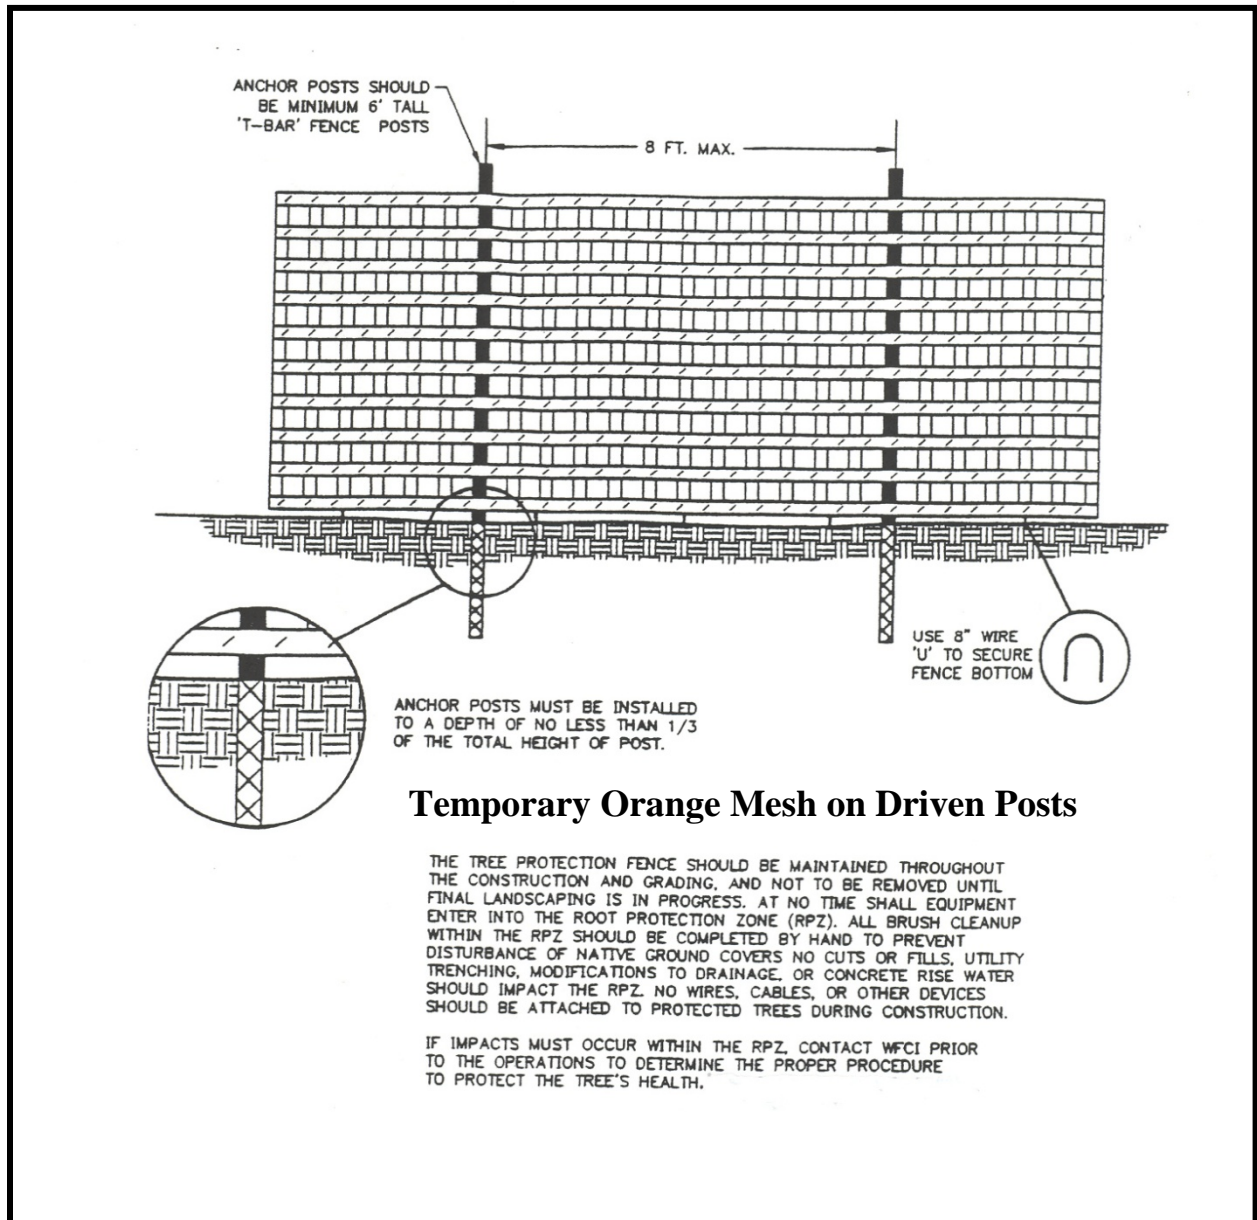 ANCHOR POSTS SHOULD
BE MINIMUM 6' TALL
'T-BAR' FENCE POSTS
8 FT. MAX.
USE 8" WIRE
'U' TO SECURE
FENCE BOTTOM
ANCHOR POSTS MUST BE INSTALLED
TO A DEPTH OF NO LESS THAN 1/3
OF THE TOTAL HEIGHT OF POST.
Temporary Orange Mesh on Driven Posts
THE TREE PROTECTION FENCE SHOULD BE MAINTAINED THROUGHOUT
THE CONSTRUCTION AND GRADING, AND NOT TO BE REMOVED UNTIL
FINAL LANDSCAPING IS IN PROGRESS. AT NO TIME SHALL EQUIPMENT
ENTER INTO THE ROOT PROTECTION ZONE (RPZ). ALL BRUSH CLEANUP
WITHIN THE RPZ SHOULD BE COMPLETED BY HAND TO PREVENT
DISTURBANCE OF NATIVE GROUND COVERS NO CUTS OR FILLS, UTILITY
TRENCHING, MODIFICATIONS TO DRAINAGE, OR CONCRETE RISE WATER
SHOULD IMPACT THE RPZ. NO WIRES, CABLES, OR OTHER DEVICES
SHOULD BE ATTACHED TO PROTECTED TREES DURING CONSTRUCTION.
IF IMPACTS MUST OCCUR WITHIN THE RPZ, CONTACT WFCI PRIOR
TO THE OPERATIONS TO DETERMINE THE PROPER PROCEDURE
TO PROTECT THE TREE'S HEALTH.